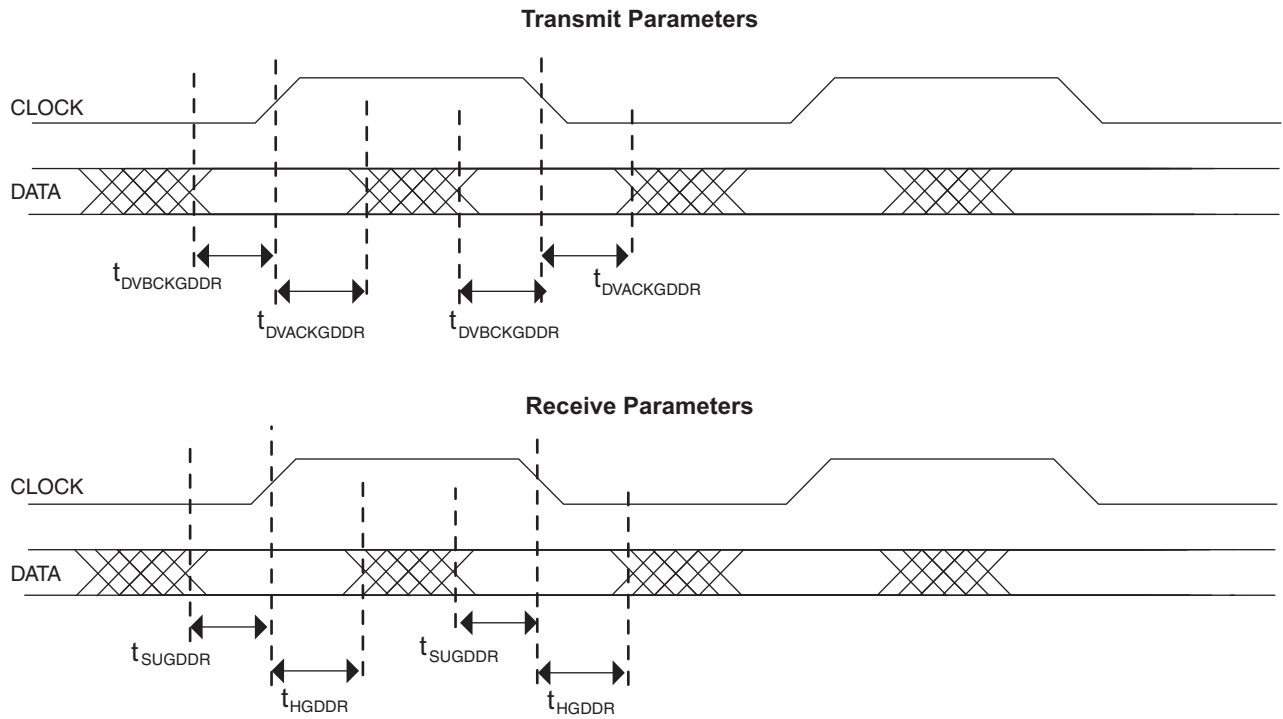 Transmit Parameters
CLOCK
DATA
tDVBCKGDDR
tDVACKGDDR
tDVACKGDDR
tDVBCKGDDR
Receive Parameters
CLOCK
DATA
tSUGDDR
tSUGDDR
tHGDDR
tHGDDR